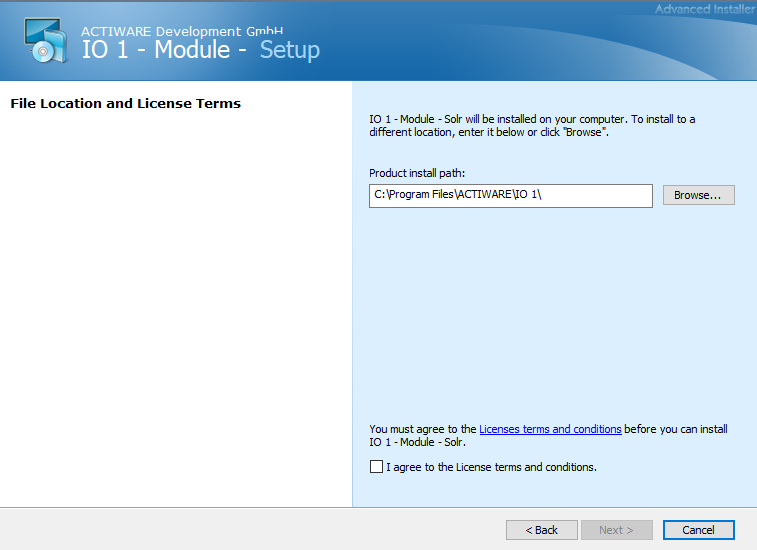 Advanced Installer
ACTIWARE Development GmbH
IO 1 - Module - Setup
File Location and License Terms
IO 1 - Module - Solr will be installed on your computer. To install to a
different location, enter it below or click "Browse".
Product install path:
C:\Program Files\ACTIWARE\IO 1\
Browse...
You must agree to the Licenses terms and conditions before you can install
IO 1 - Module - Solr.
I agree to the License terms and conditions.
< Back
Next >
Cancel